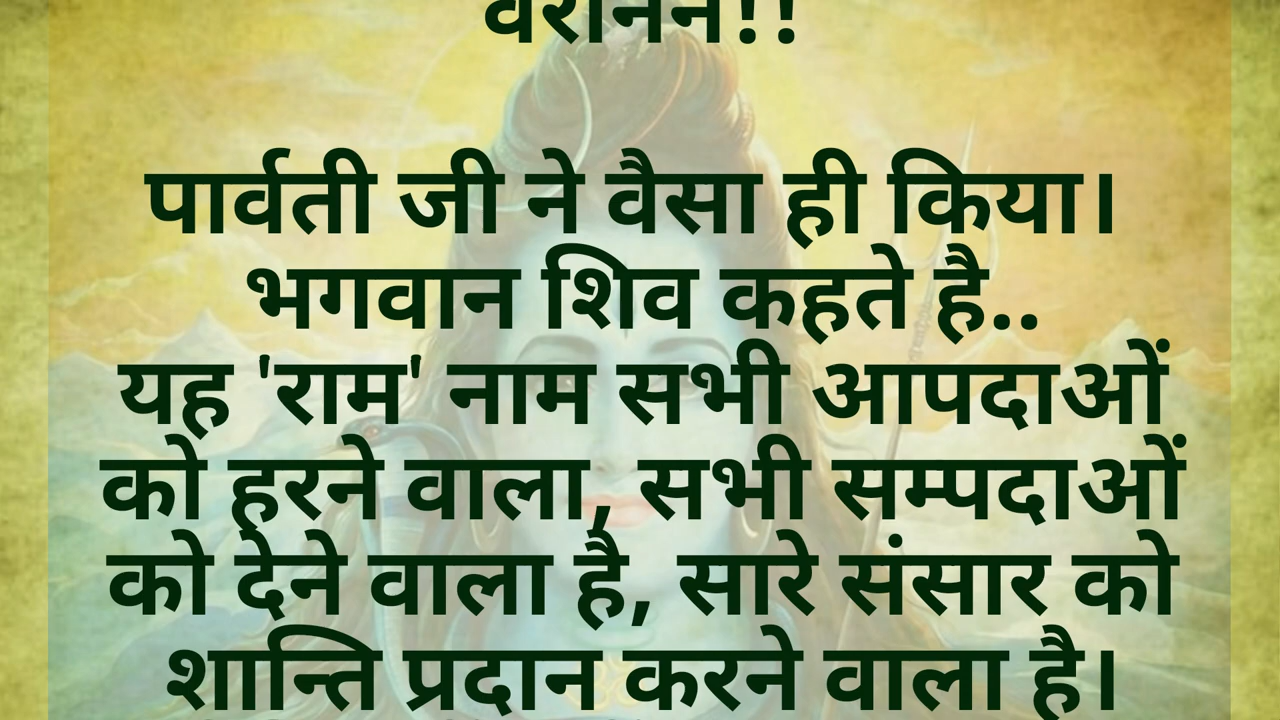 वरानने!!
पार्वती जी ने वैसा ही किया।
भगवान शिव कहते है..
यह 'राम' नाम सभी आपदाओं
को हरने वाला, सभी सम्पदाओं
को देने वाला है, सारे संसार को
शान्ति प्रदान करने वाला है।